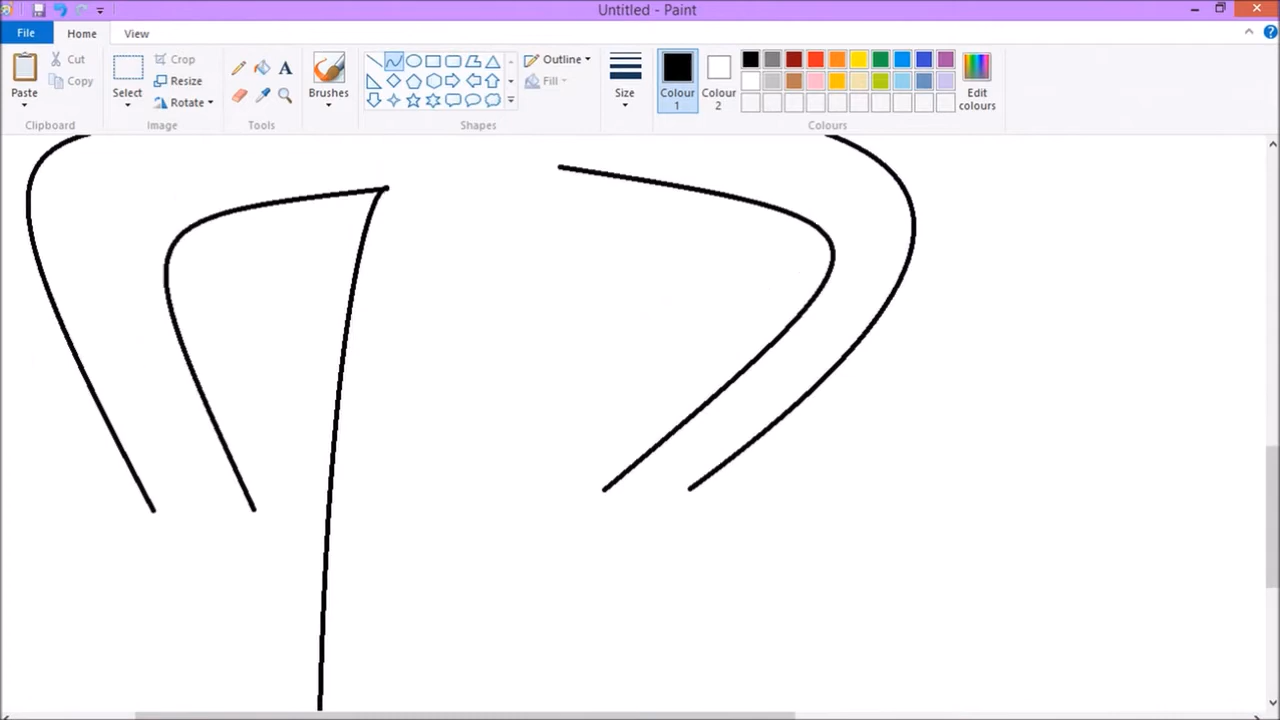 Untitled - Paint
File Home View
Cut
Copy
Paste
Crop
Resize
Rotate
Select
A
Brushes
Outline
Fill
Size
Colour 1
Colour 2
Edit colours
Clipboard Image Tools Shapes Colours